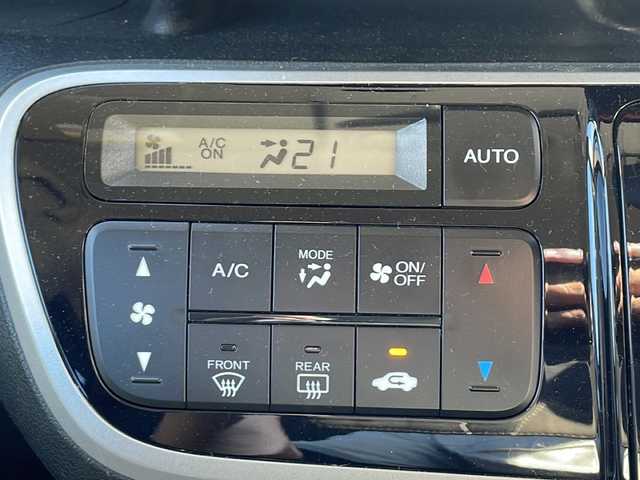 A/C
ON
21
AUTO
A/C
MODE
ON/
OFF
FRONT
REAR